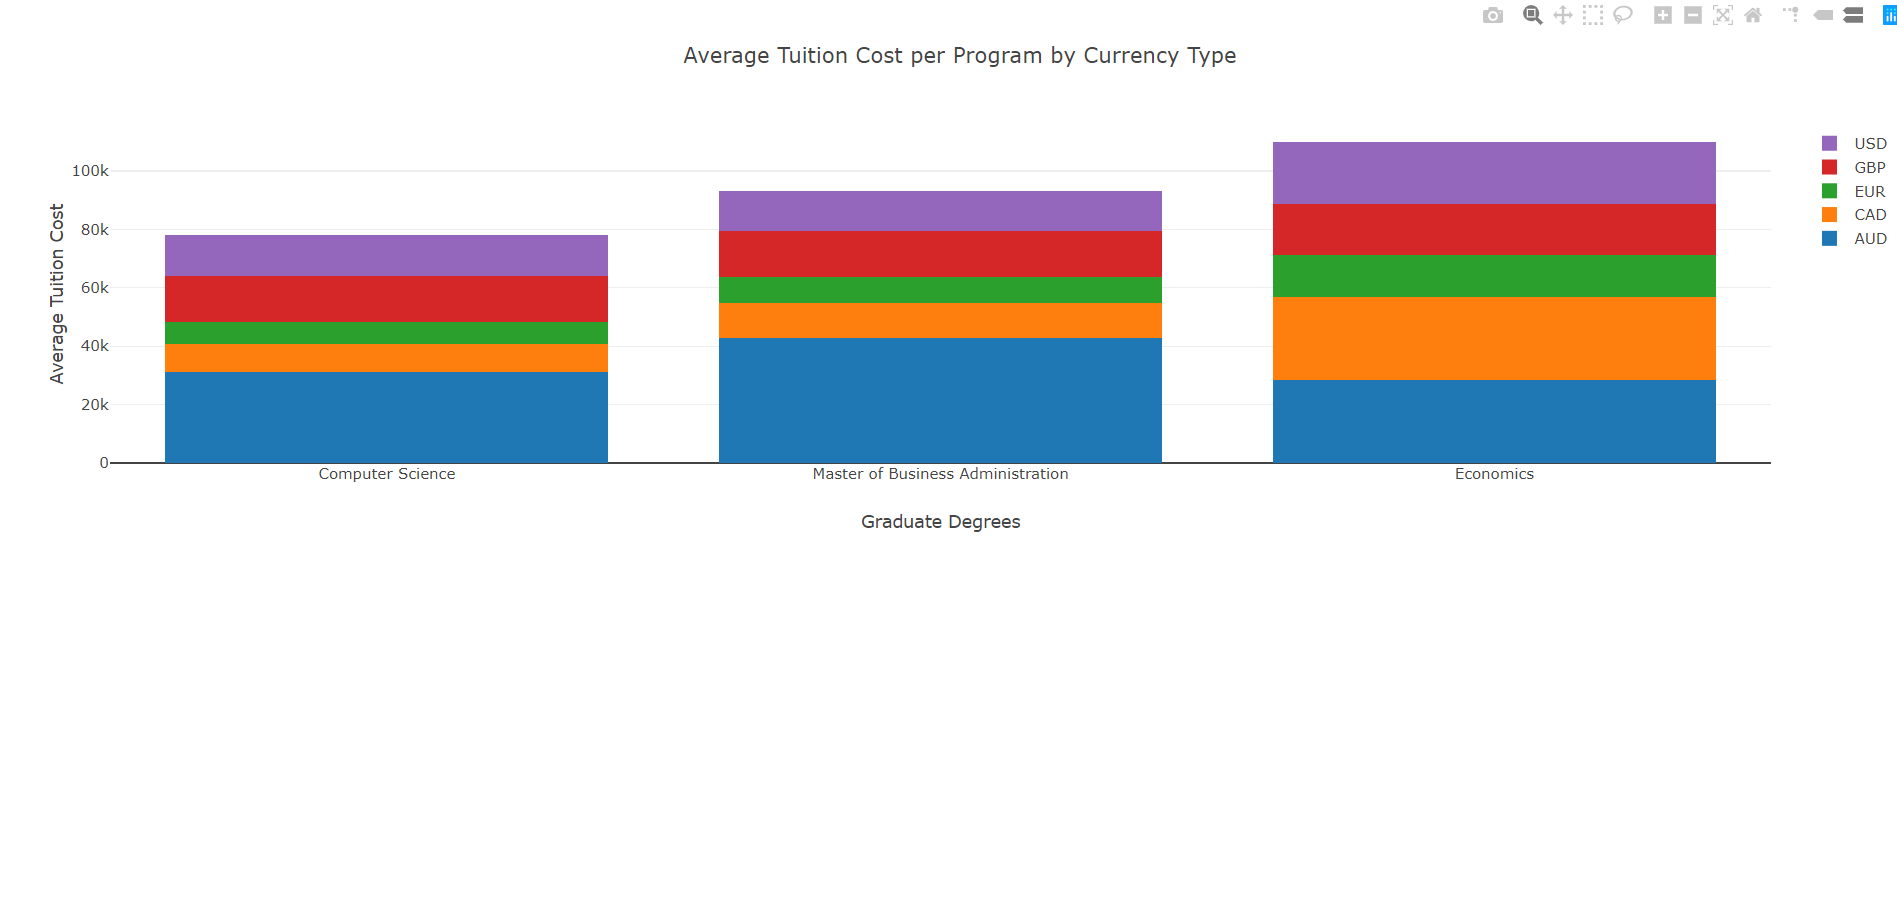 Average Tuition Cost per Program by Currency Type
USD
GBP
EUR
CAD
AUD
Average Tuition Cost
100k
80k
60k
40k
20k
0
Computer Science
Master of Business Administration
Economics
Graduate Degrees